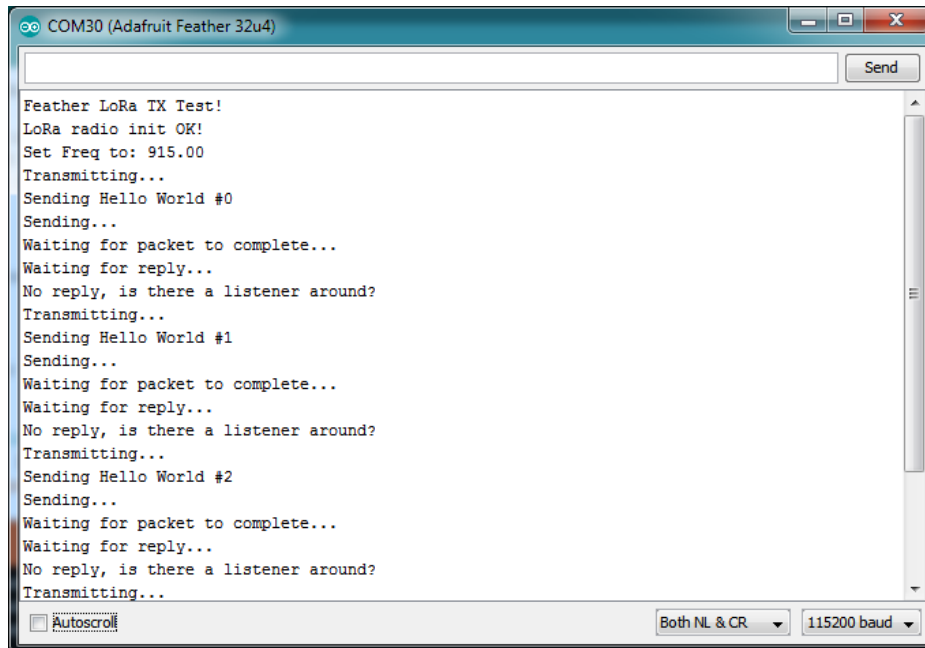 COM30 (Adafruit Feather 32u4)
Send
Feather LoRa TX Test!
LoRa radio init OK!
Set Freq to: 915.00
Transmitting...
Sending Hello World #0
Sending...
Waiting for packet to complete...
Waiting for reply...
No reply, is there a listener around?
Transmitting...
Sending Hello World #1
Sending...
Waiting for packet to complete...
Waiting for reply...
No reply, is there a listener around?
Transmitting...
Sending Hello World #2
Sending...
Waiting for packet to complete...
Waiting for reply...
No reply, is there a listener around?
Transmitting...
Autoscroll Both NL & CR 115200 baud